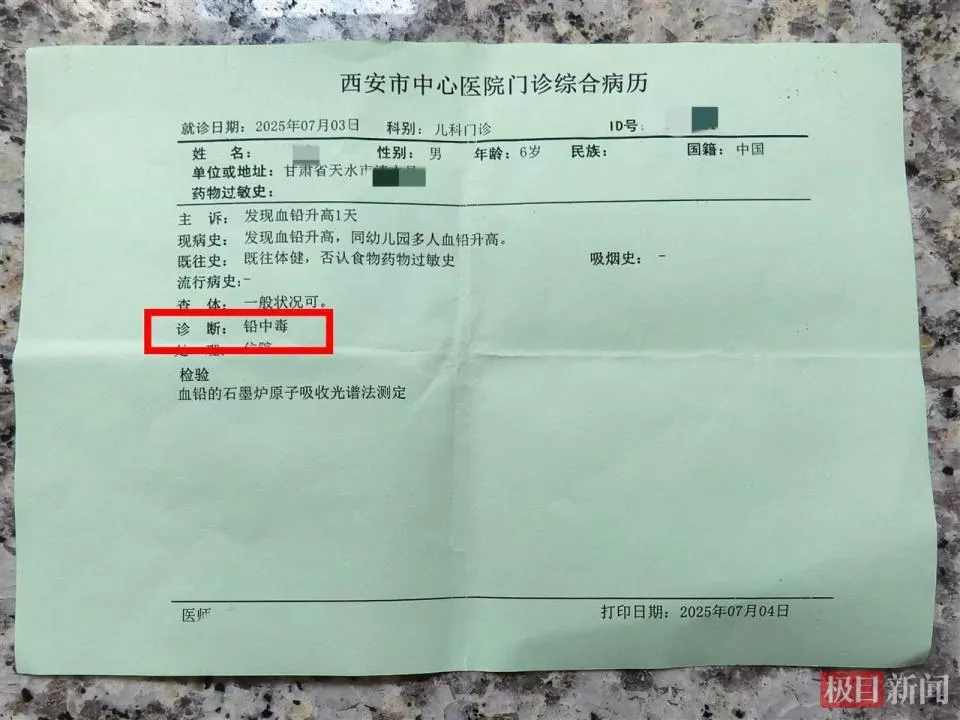 西安市中心医院门诊综合病历
就诊日期：2025年07月03日 科别：儿科门诊 ID号：
姓 名： 性别：男 年龄：6岁 民族： 国籍：中国
单位或地址：甘肃省天水市
药物过敏史：
主 诉：发现血铅升高1天
现病史：发现血铅升高，同幼儿园多人血铅升高。
既往史：既往体健，否认食物药物过敏史 吸烟史：-
流行病史：-
查 体：一般状况可。
诊 断：铅中毒
处 理：住院
检验
血铅的石墨炉原子吸收光谱法测定
医师
打印日期：2025年07月04日
极目新闻